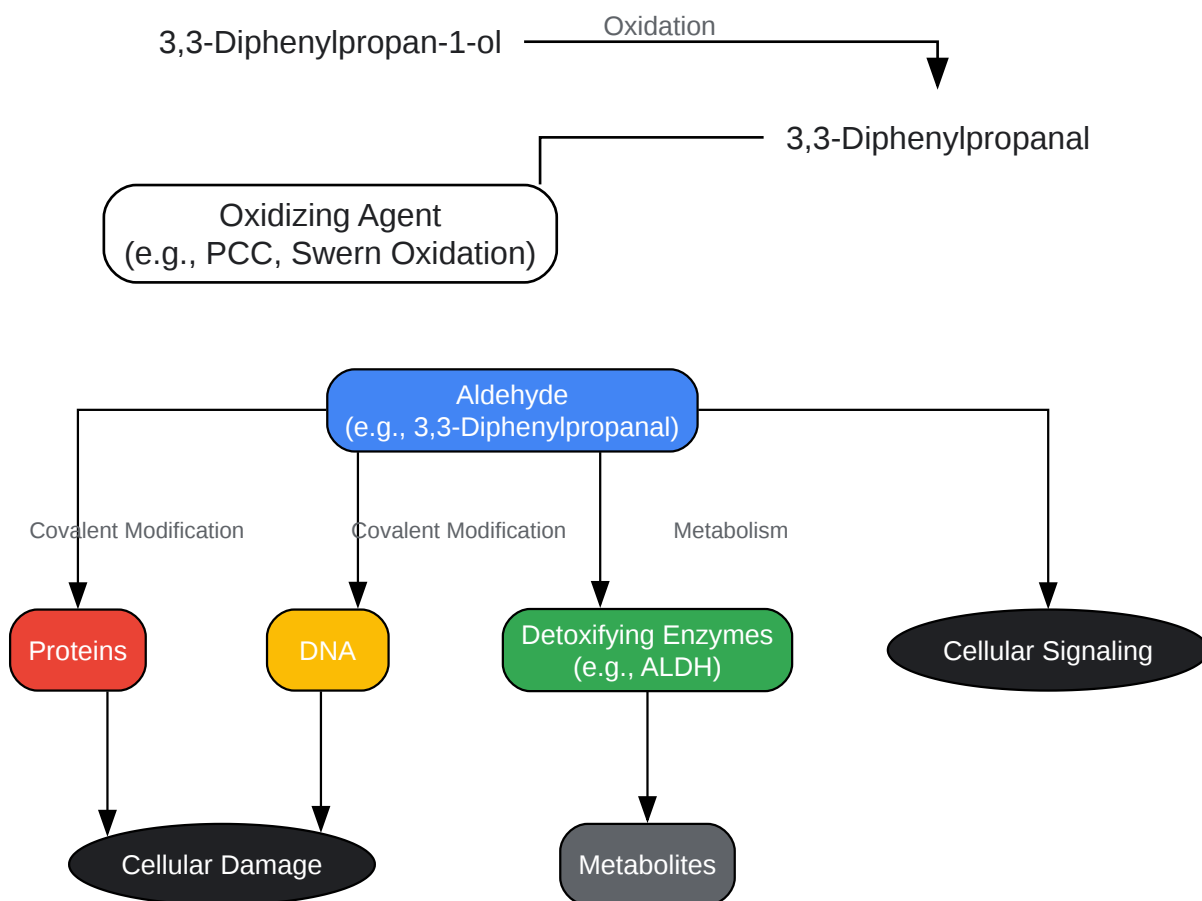 3,3-Diphenylpropan-1-ol
Oxidation
3,3-Diphenylpropanal
Oxidizing Agent
(e.g., PCC, Swern Oxidation)
Aldehyde
(e.g., 3,3-Diphenylpropanal)
Covalent Modification
Covalent Modification
Metabolism
Proteins
DNA
Detoxifying Enzymes
(e.g., ALDH)
Cellular Signaling
Cellular Damage
Metabolites